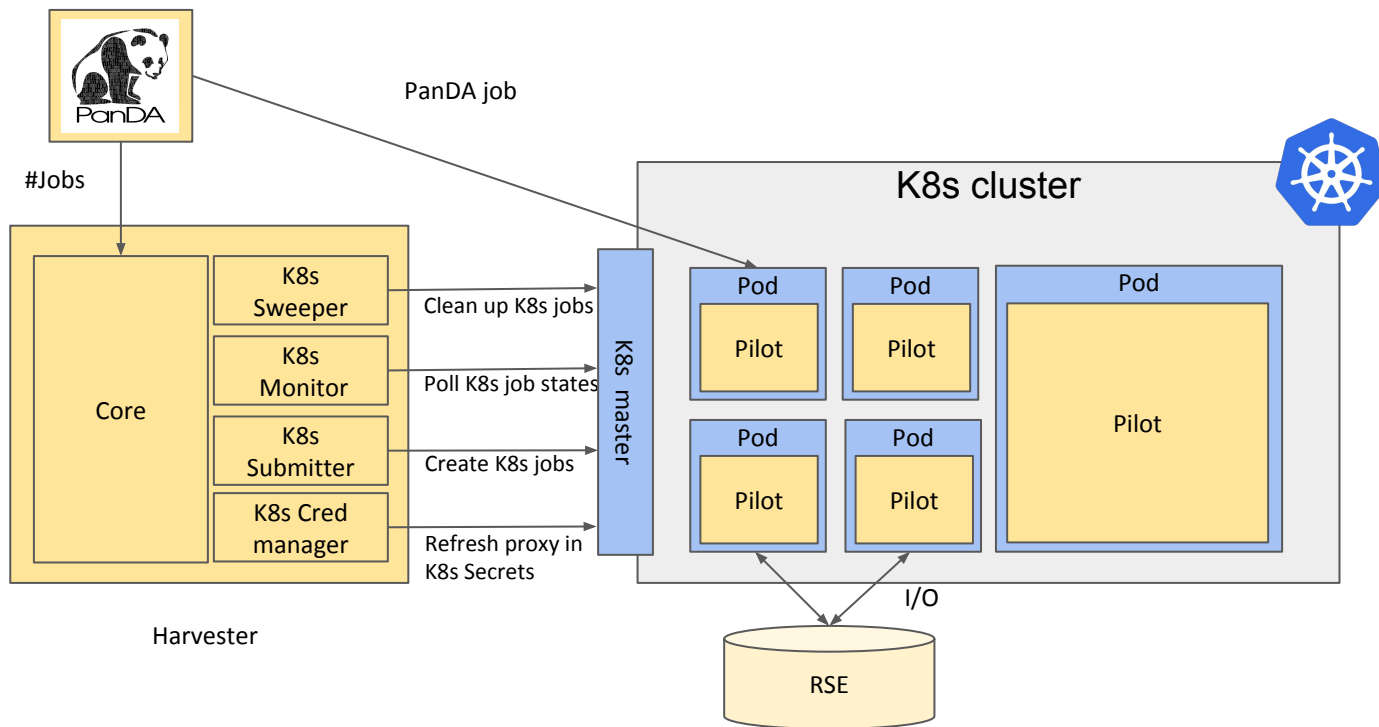 PanDA
PanDA job
#Jobs
K8s cluster
Core
K8s
Sweeper
K8s
Monitor
K8s
Submitter
K8s Cred
manager
Clean up K8s jobs
Poll K8s job states
Create K8s jobs
Refresh proxy in
K8s Secrets
K8s master
Pod
Pilot
Pod
Pilot
Pod
Pilot
Pod
Pilot
Pod
Pilot
I/O
Harvester
RSE